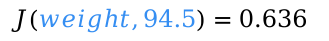 J(weight, 94.5) = 0.636